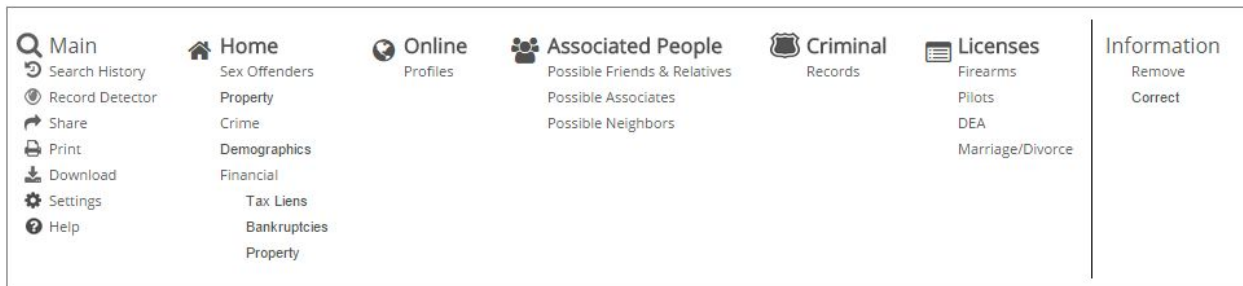 Main
Search History
Record Detector
Share
Print
Download
Settings
Help
Home
Sex Offenders
Property
Crime
Demographics
Financial
Tax Liens
Bankruptcies
Property
Online
Profiles
Associated People
Possible Friends & Relatives
Possible Associates
Possible Neighbors
Criminal
Records
Licenses
Firearms
Pilots
DEA
Marriage/Divorce
Information
Remove
Correct